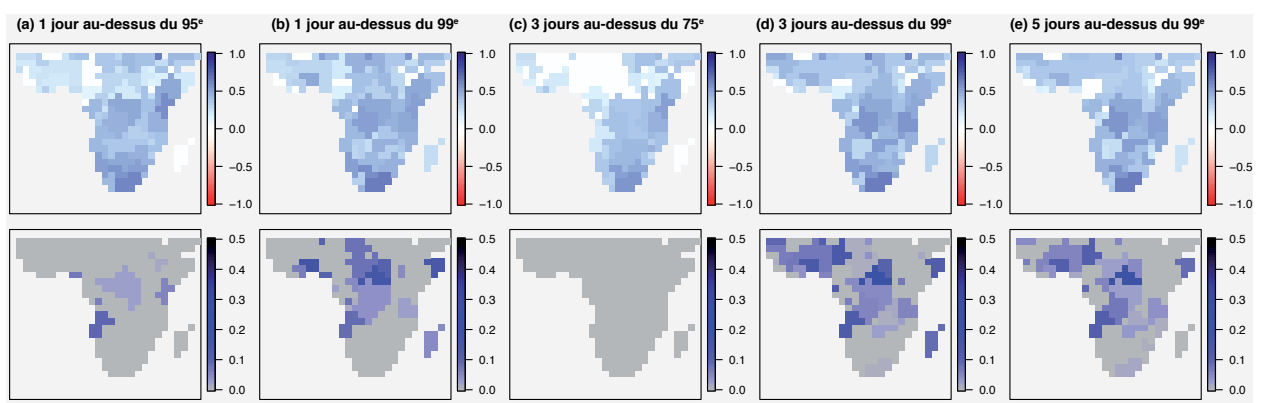 (a) 1 jour au-dessus du 95e
(b) 1 jour au-dessus du 99e
(c) 3 jours au-dessus du 75e
(d) 3 jours au-dessus du 99e
(e) 5 jours au-dessus du 99e
1.0 1.0 1.0 1.0 1.0
0.5 0.5 0.5 0.5 0.5
0.0 0.0 0.0 0.0 0.0
−0.5 −0.5 −0.5 −0.5 −0.5
−1.0 −1.0 −1.0 −1.0 −1.0
0.5 0.5 0.5 0.5 0.5
0.4 0.4 0.4 0.4 0.4
0.3 0.3 0.3 0.3 0.3
0.2 0.2 0.2 0.2 0.2
0.1 0.1 0.1 0.1 0.1
0.0 0.0 0.0 0.0 0.0